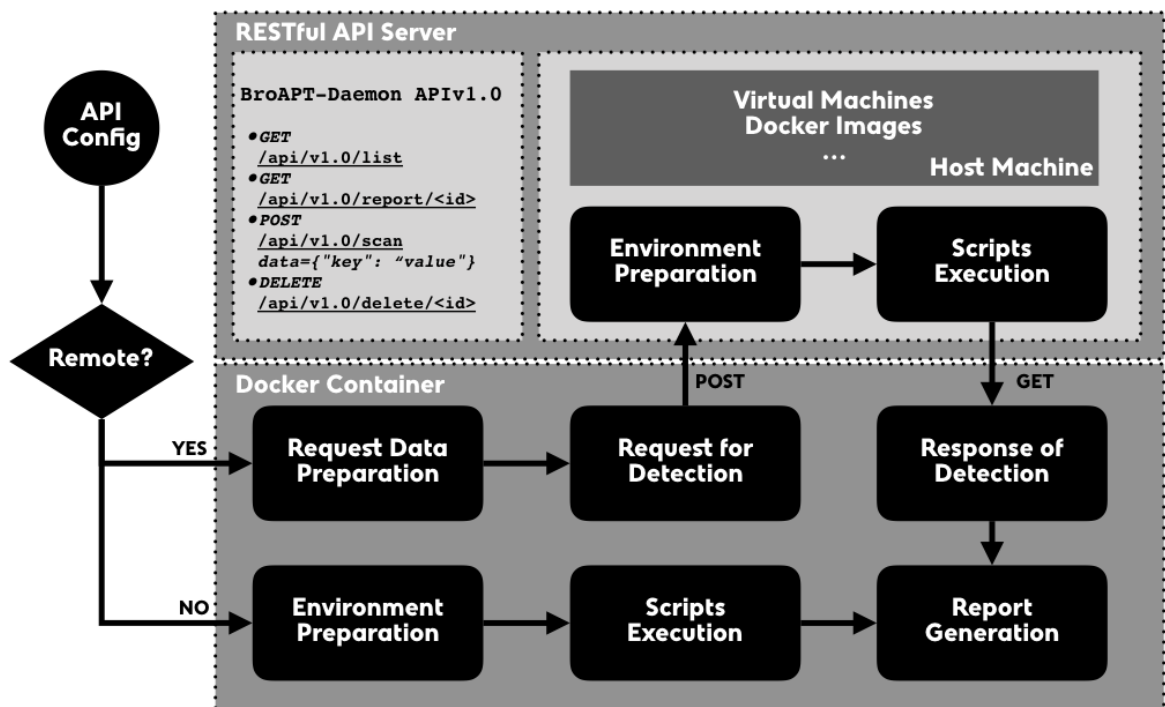 RESTful API Server
API
Config
BroAPT-Daemon APIv1.0
•GET
/api/v1.0/list
•GET
/api/v1.0/report/<id>
•POST
/api/v1.0/scan
data={"key": “value"}
•DELETE
/api/v1.0/delete/<id>
Virtual Machines
Docker Images
...
Host Machine
Environment
Preparation
Scripts
Execution
Remote?
Docker Container
POST
GET
YES
Request Data
Preparation
Request for
Detection
Response of
Detection
NO
Environment
Preparation
Scripts
Execution
Report
Generation